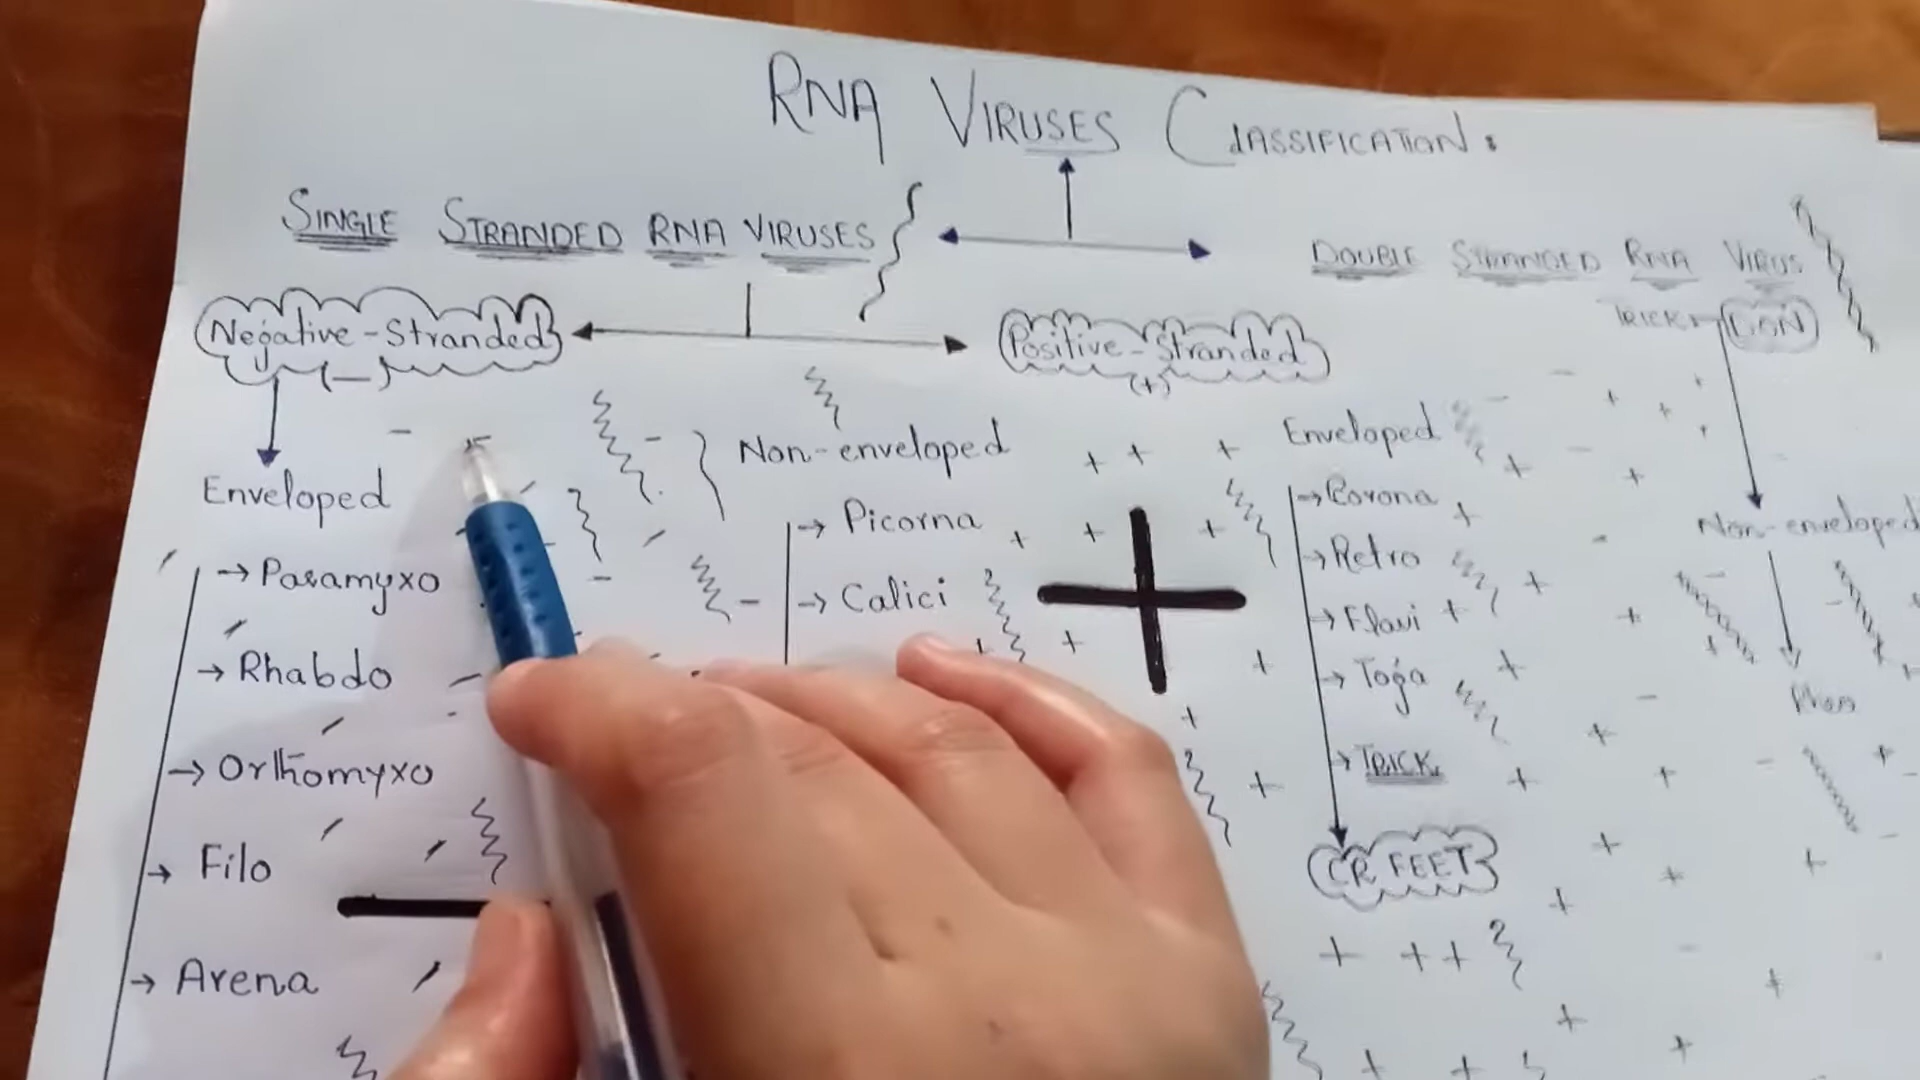 RNA VIRUSES CLASSIFICATION:
SINGLE STRANDED RNA VIRUSES
DOUBLE STRANDED RNA VIRUS
TRICK
Negative-Stranded
(-)
Enveloped
→ Paramyxo
→ Rhabdo
→ Orthomyxo
→ Filo
→ Arena
Positive-Stranded
(+)
Non-enveloped
→ Picorna
→ Calici
Enveloped
→ Corona
→ Retro
→ Flavi
→ Toga
→ TRICK
CR FEET
Non-enveloped